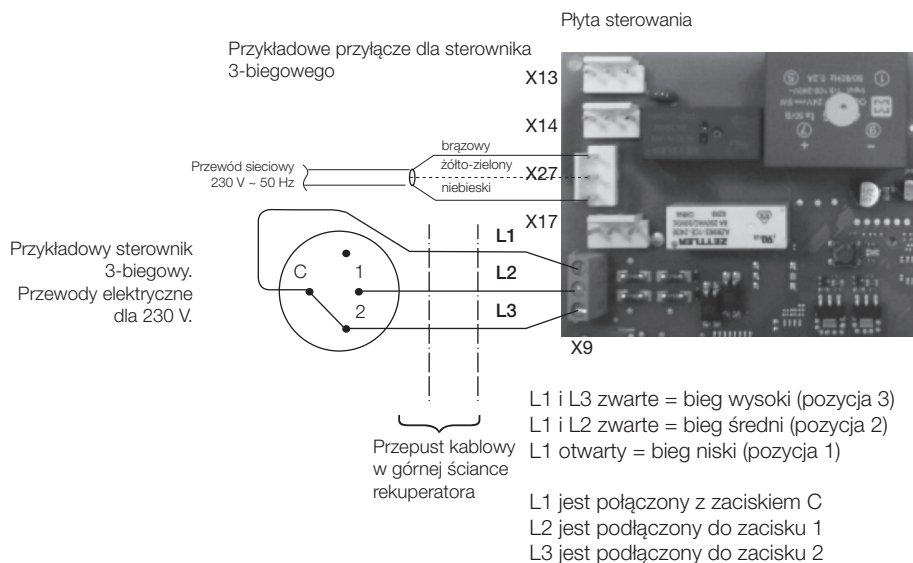 Płyta sterowania
Przykładowe przyłącze dla sterownika
3-biegowego
X13
X14
brązowy
żółto-zielony
X27
niebieski
Przewód sieciowy
230 V ~ 50 Hz
X17
L1
Przykładowy sterownik
3-biegowy.
Przewody elektryczne
dla 230 V.
C
1
2
L2
L3
X9
ZETTLER
CHINA
L1 i L3 zwarte = bieg wysoki (pozycja 3)
L1 i L2 zwarte = bieg średni (pozycja 2)
L1 otwarty = bieg niski (pozycja 1)
Przepust kablowy
w górnej ściance
rekuperatora
L1 jest połączony z zaciskiem C
L2 jest podłączony do zacisku 1
L3 jest podłączony do zacisku 2